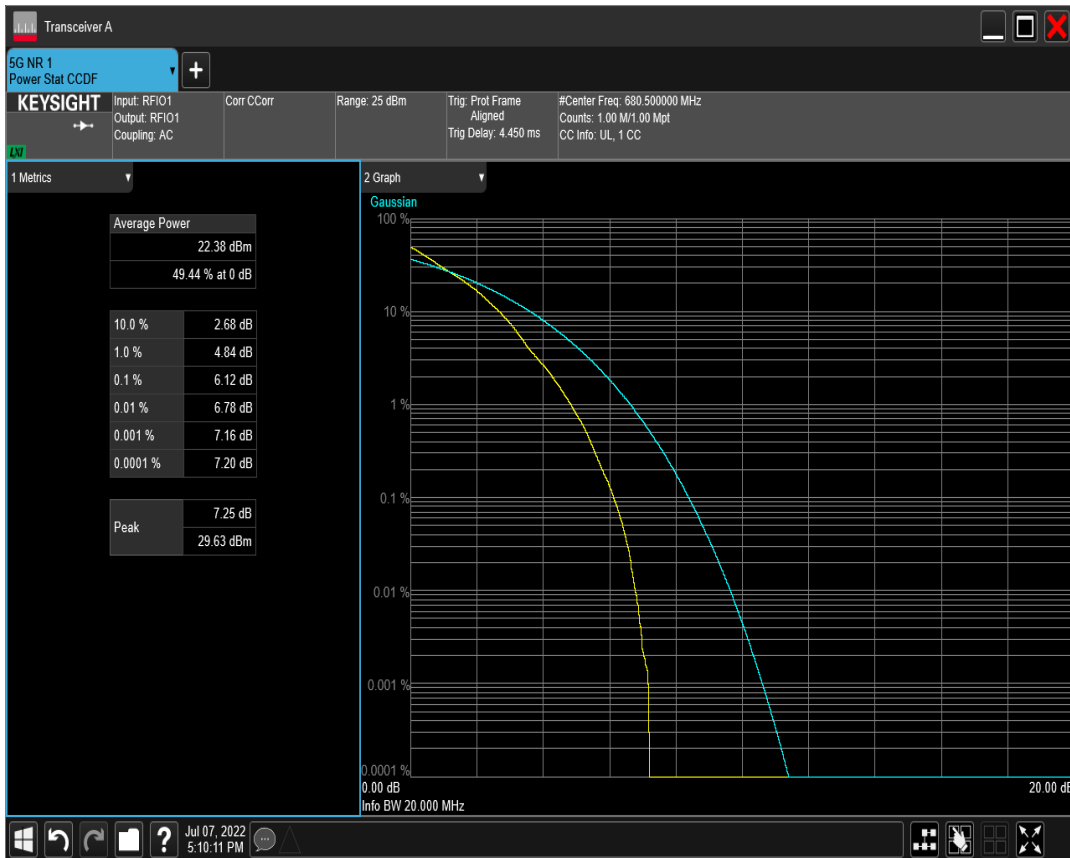 Transceiver A
5G NR 1
Power Stat CCDF
+
KEYSIGHT
LXI
Input: RFIO1
Output: RFIO1
Coupling: AC
Corr CCorr
Range: 25 dBm
Trig: Prot Frame
Aligned
Trig Delay: 4.450 ms
#Center Freq: 680.500000 MHz
Counts: 1.00 M/1.00 Mpt
CC Info: UL, 1 CC
1 Metrics
Average Power
22.38 dBm
49.44 % at 0 dB
10.0 % 2.68 dB
1.0 % 4.84 dB
0.1 % 6.12 dB
0.01 % 6.78 dB
0.001 % 7.16 dB
0.0001 % 7.20 dB
Peak
7.25 dB
29.63 dBm
2 Graph
Gaussian
100 %
10 %
1 %
0.1 %
0.01 %
0.001 %
0.0001 %
0.00 dB
20.00 dB
Info BW 20.000 MHz
?
Jul 07, 2022
5:10:11 PM